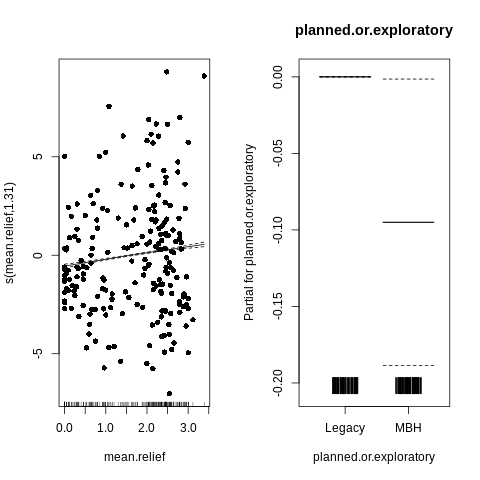 planned.or.exploratory
s(mean.relief,1.31)
5
0
-5
0.0
1.0
2.0
3.0
mean.relief
Partial for planned.or.exploratory
0.00
-0.05
-0.10
-0.15
-0.20
Legacy
MBH
planned.or.exploratory